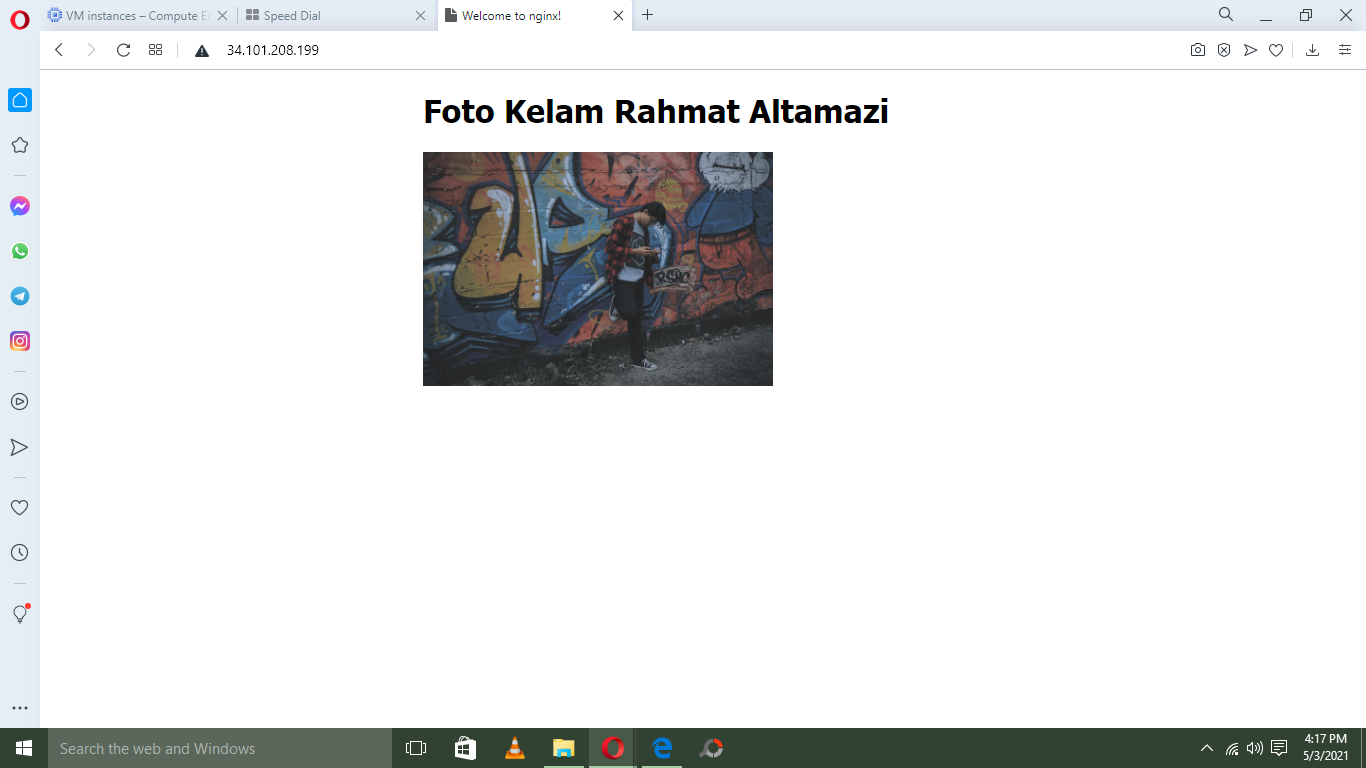 VM instances – Compute E
Speed Dial
Welcome to nginx!
34.101.208.199
Foto Kelam Rahmat Altamazi
Search the web and Windows
4:17 PM
5/3/2021